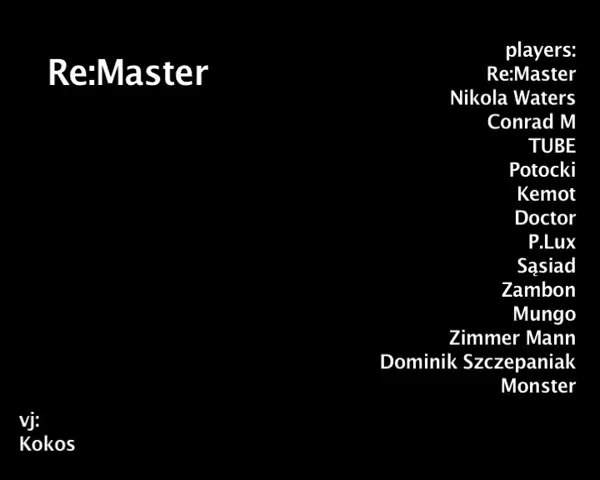 Re:Master
players:
Re:Master
Nikola Waters
Conrad M
TUBE
Potocki
Kemot
Doctor
P.Lux
Sąsiad
Zambon
Mungo
Zimmer Mann
Dominik Szczepaniak
Monster
vj:
Kokos